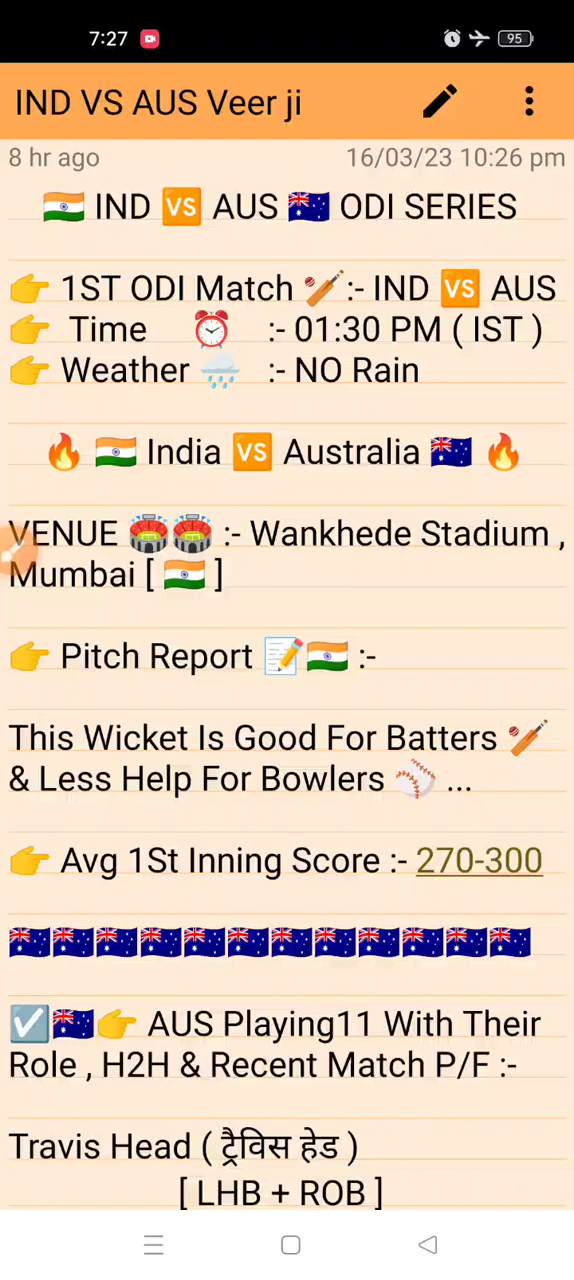 7:27
95
IND VS AUS Veer ji
8 hr ago 16/03/23 10:26 pm
🇮🇳 IND 🆚 AUS 🇦🇺 ODI SERIES
👉 1ST ODI Match 🏏:- IND 🆚 AUS
👉 Time ⏰ :- 01:30 PM ( IST )
👉 Weather 🌧️ :- NO Rain
🔥 🇮🇳 India 🆚 Australia 🇦🇺 🔥
VENUE 🏟️🏟️ :- Wankhede Stadium ,
Mumbai [ 🇮🇳 ]
👉 Pitch Report 📝🇮🇳 :-
This Wicket Is Good For Batters 🏏
& Less Help For Bowlers ⚾ ...
👉 Avg 1St Inning Score :- 270-300
🇦🇺🇦🇺🇦🇺🇦🇺🇦🇺🇦🇺🇦🇺🇦🇺🇦🇺🇦🇺🇦🇺🇦🇺
☑️🇦🇺👉 AUS Playing11 With Their
Role , H2H & Recent Match P/F :-
Travis Head ( ट्रैविस हेड )
[ LHB + ROB ]